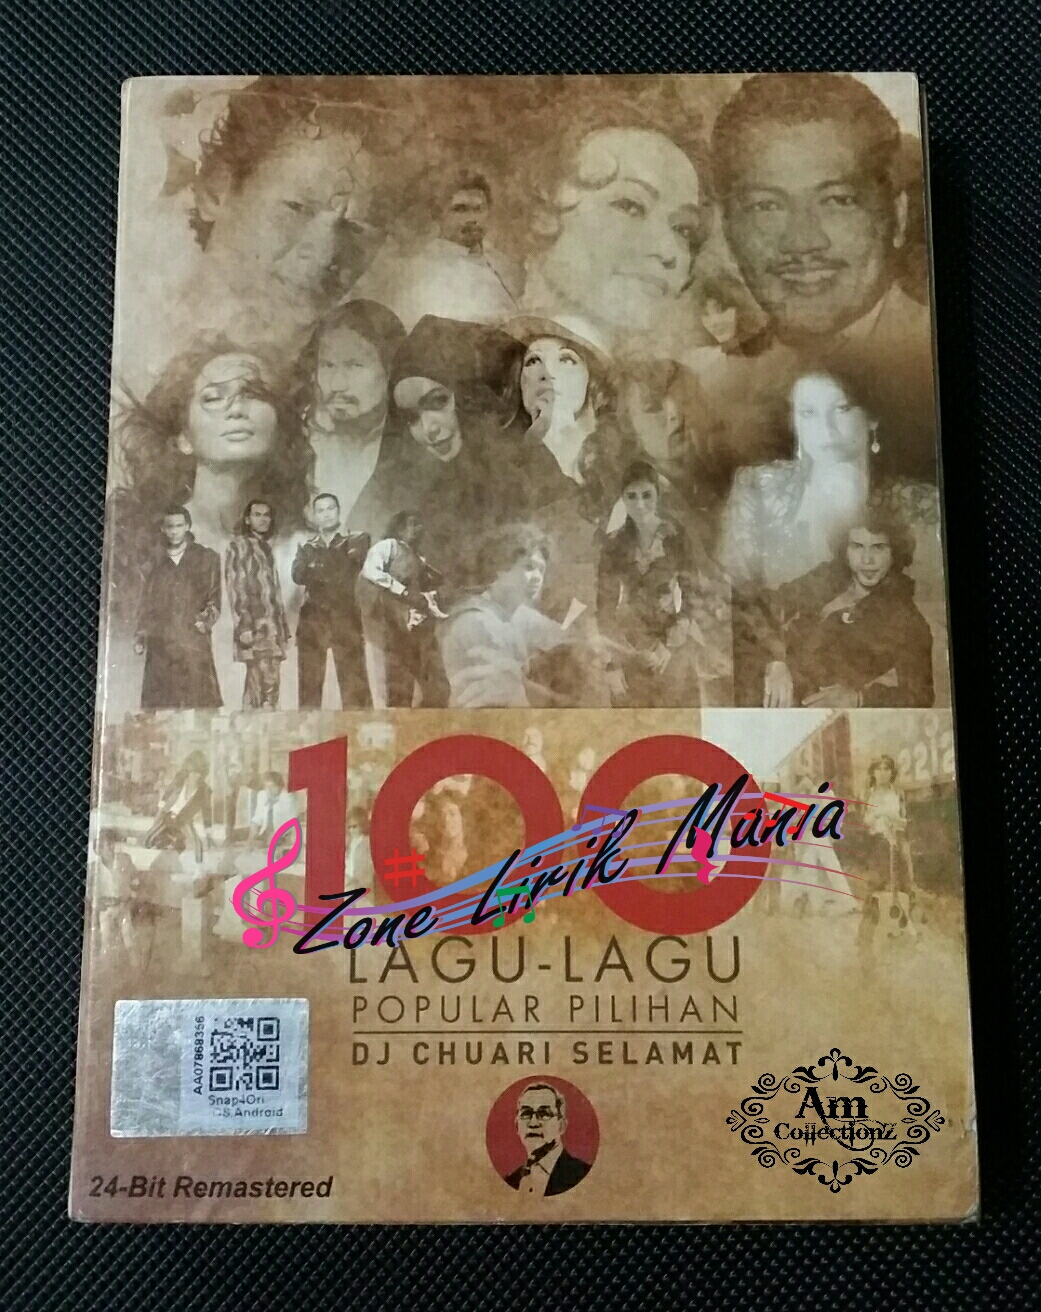 100
Zone Lirik Mania
LAGU-LAGU
POPULAR PILIHAN
DJ CHUARI SELAMAT
AA07868356
Snap4Ori
Android
Am
CollectionZ
24-Bit Remastered